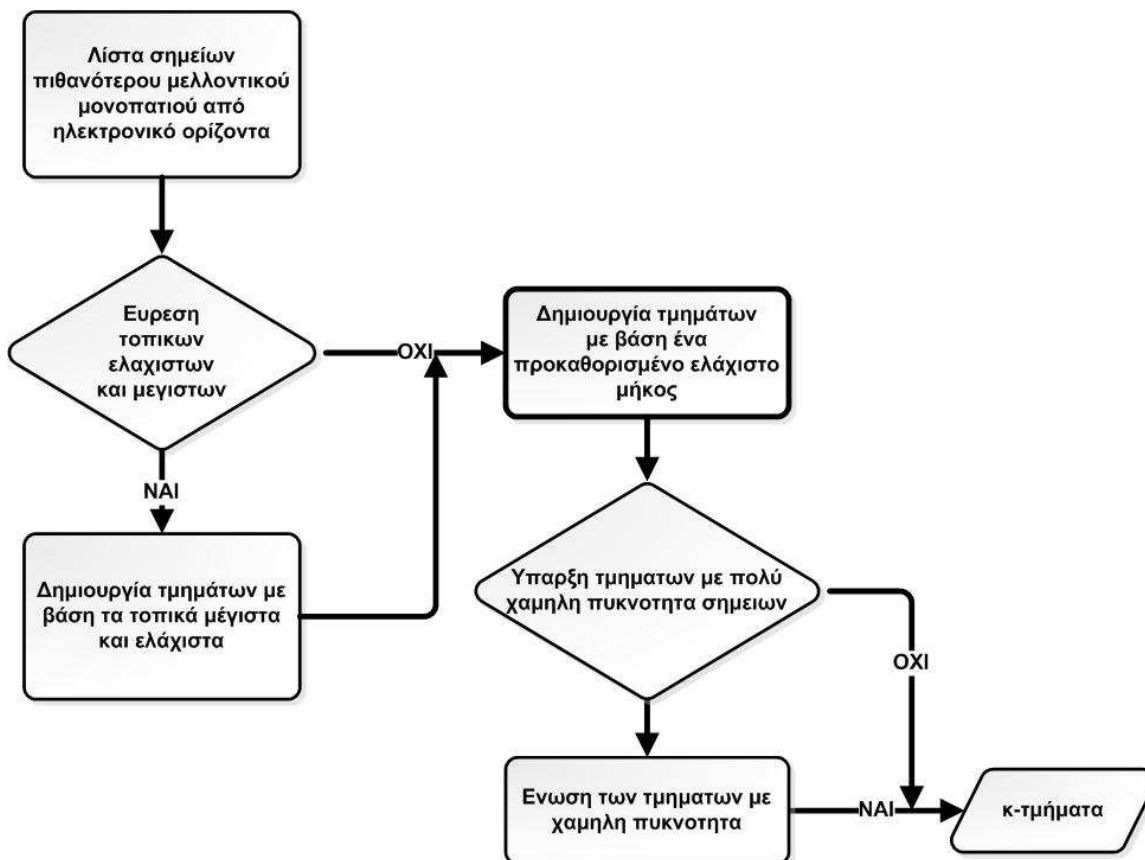 Λίστα σημείων
πιθανότερου μελλοντικού
μονοπατιού από
ηλεκτρονικό ορίζοντα
Ευρεση
τοπικων
ελαχιστων
και μεγιστων
ΟΧΙ
ΝΑΙ
Δημιουργία τμημάτων με
βάση τα τοπικά μέγιστα
και ελάχιστα
Δημιουργία τμημάτων
με βάση ένα
προκαθορισμένο ελάχιστο
μήκος
Υπαρξη τμηματων με πολύ
χαμηλη πυκνοτητα σημειων
ΟΧΙ
Ενωση των τμηματων με
χαμηλη πυκνοτητα
ΝΑΙ
κ-τμήματα